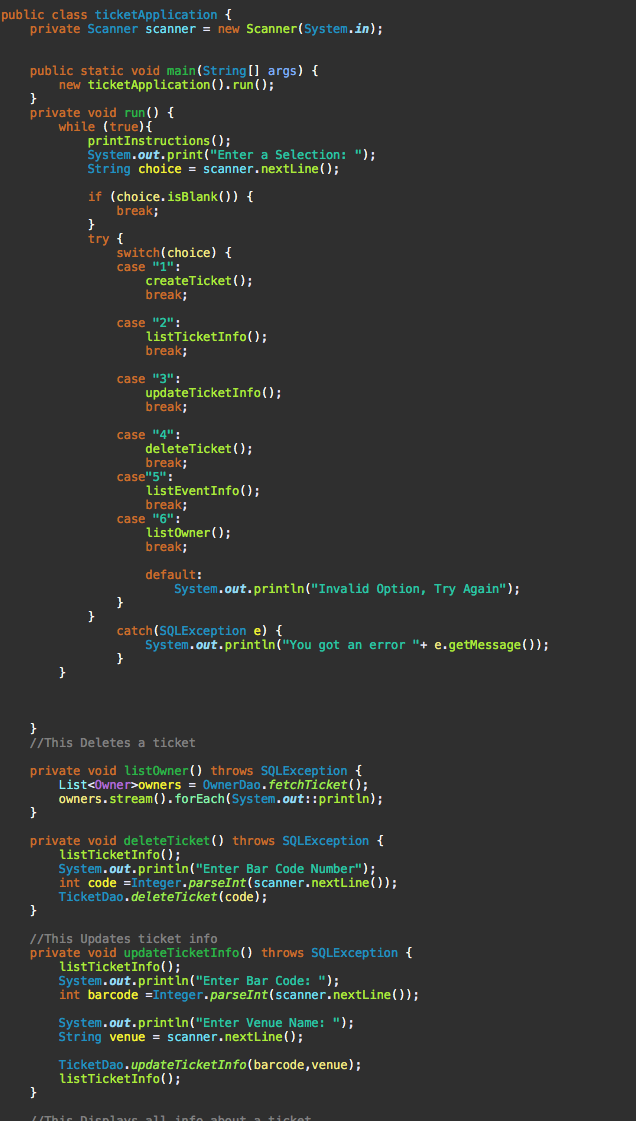 public class ticketApplication {
    private Scanner scanner = new Scanner(System.in);
    public static void main(String[] args) {
        new ticketApplication().run();
    }
    private void run() {
        while (true){
            printInstructions();
            System.out.print("Enter a Selection: ");
            String choice = scanner.nextLine();
            if (choice.isBlank()) {
                break;
            }
            try {
                switch(choice) {
                case "1":
                    createTicket();
                    break;
                case "2":
                    listTicketInfo();
                    break;
                case "3":
                    updateTicketInfo();
                    break;
                case "4":
                    deleteTicket();
                    break;
                case"5":
                    listEventInfo();
                    break;
                case "6":
                    listOwner();
                    break;
                    default:
                        System.out.println("Invalid Option, Try Again");
                }
            }
                catch(SQLException e) {
                    System.out.println("You got an error "+ e.getMessage());
                }
        }
    }
    //This Deletes a ticket
    private void listOwner() throws SQLException {
        List<Owner>owners = OwnerDao.fetchTicket();
        owners.stream().forEach(System.out::println);
    }
    private void deleteTicket() throws SQLException {
        listTicketInfo();
        System.out.println("Enter Bar Code Number");
        int code =Integer.parseInt(scanner.nextLine());
        TicketDao.deleteTicket(code);
    }
    //This Updates ticket info
    private void updateTicketInfo() throws SQLException {
        listTicketInfo();
        System.out.println("Enter Bar Code: ");
        int barcode =Integer.parseInt(scanner.nextLine());
        System.out.println("Enter Venue Name: ");
        String venue = scanner.nextLine();
        TicketDao.updateTicketInfo(barcode,venue);
        listTicketInfo();
    }
    //This Displays all info about a ticket